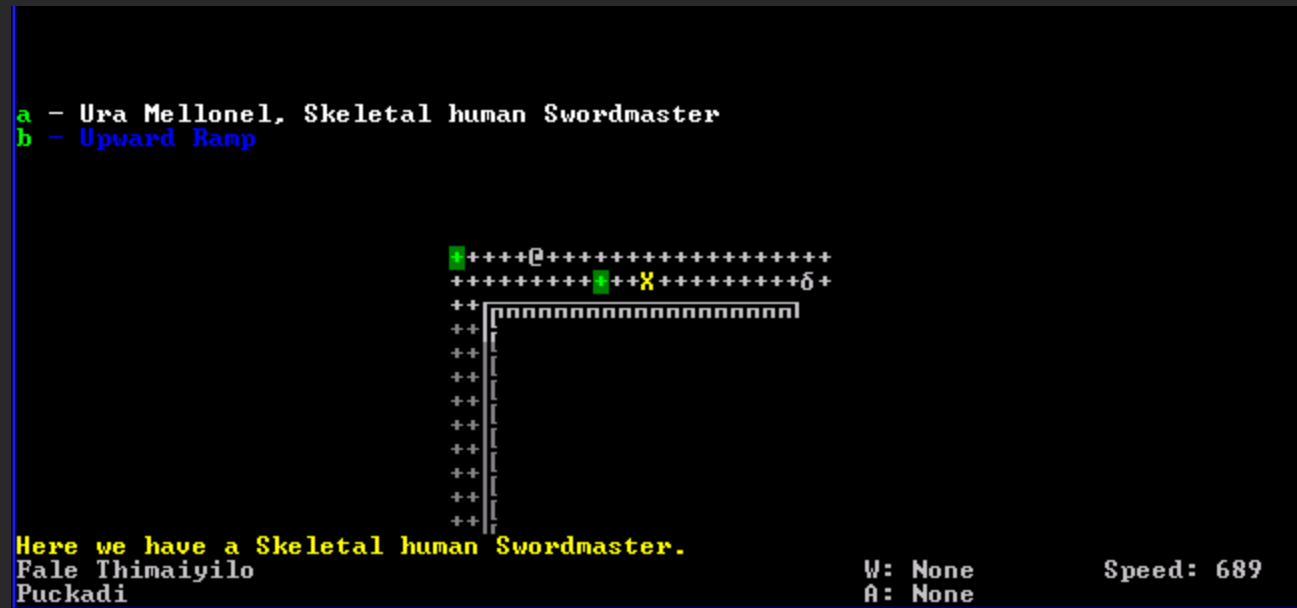 a - Ura Mellonel, Skeletal human Swordmaster
b - Upward Ramp
+++++@++++++++++++++++++
++++++++++++X+++++++++δ+
++
++
++
++
++
++
++
++
++
++
Here we have a Skeletal human Swordmaster.
Fale Thimaiyilo W: None Speed: 689
Puckadi A: None